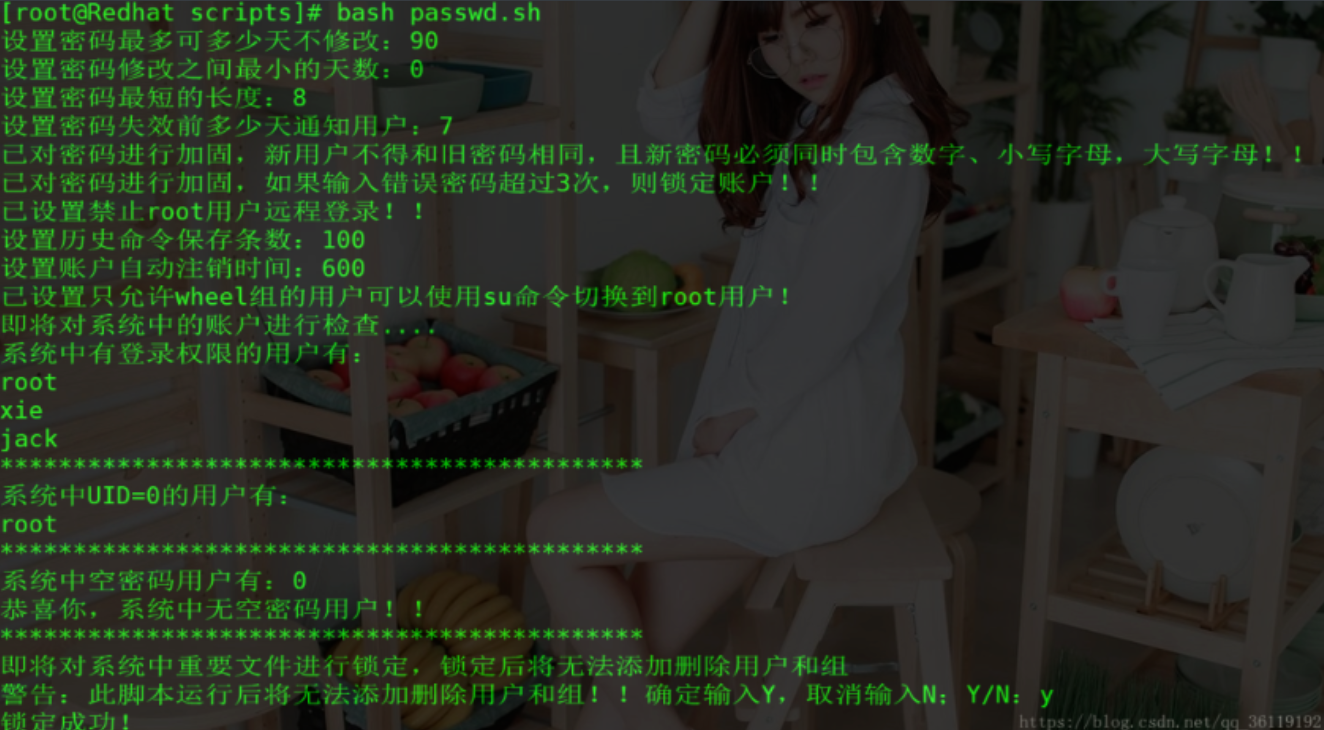 [root@Redhat scripts]# bash passwd.sh
设置密码最多可多少天不修改：90
设置密码修改之间最小的天数：0
设置密码最短的长度：8
设置密码失效前多少天通知用户：7
已对密码进行加固，新用户不得和旧密码相同，且新密码必须同时包含数字、小写字母，大写字母！！
已对密码进行加固，如果输入错误密码超过3次，则锁定账户！！
已设置禁止root用户远程登录！！
设置历史命令保存条数：100
设置账户自动注销时间：600
已设置只允许wheel组的用户可以使用su命令切换到root用户！
即将对系统中的账户进行检查....
系统中有登录权限的用户有：
root
xie
jack
********************************************
系统中UID=0的用户有：
root
********************************************
系统中空密码用户有：0
恭喜你，系统中无空密码用户！！
********************************************
即将对系统中重要文件进行锁定，锁定后将无法添加删除用户和组
警告：此脚本运行后将无法添加删除用户和组！！确定输入Y，取消输入N；Y/N：y
锁定成功！
https://blog.csdn.net/qq_36119192